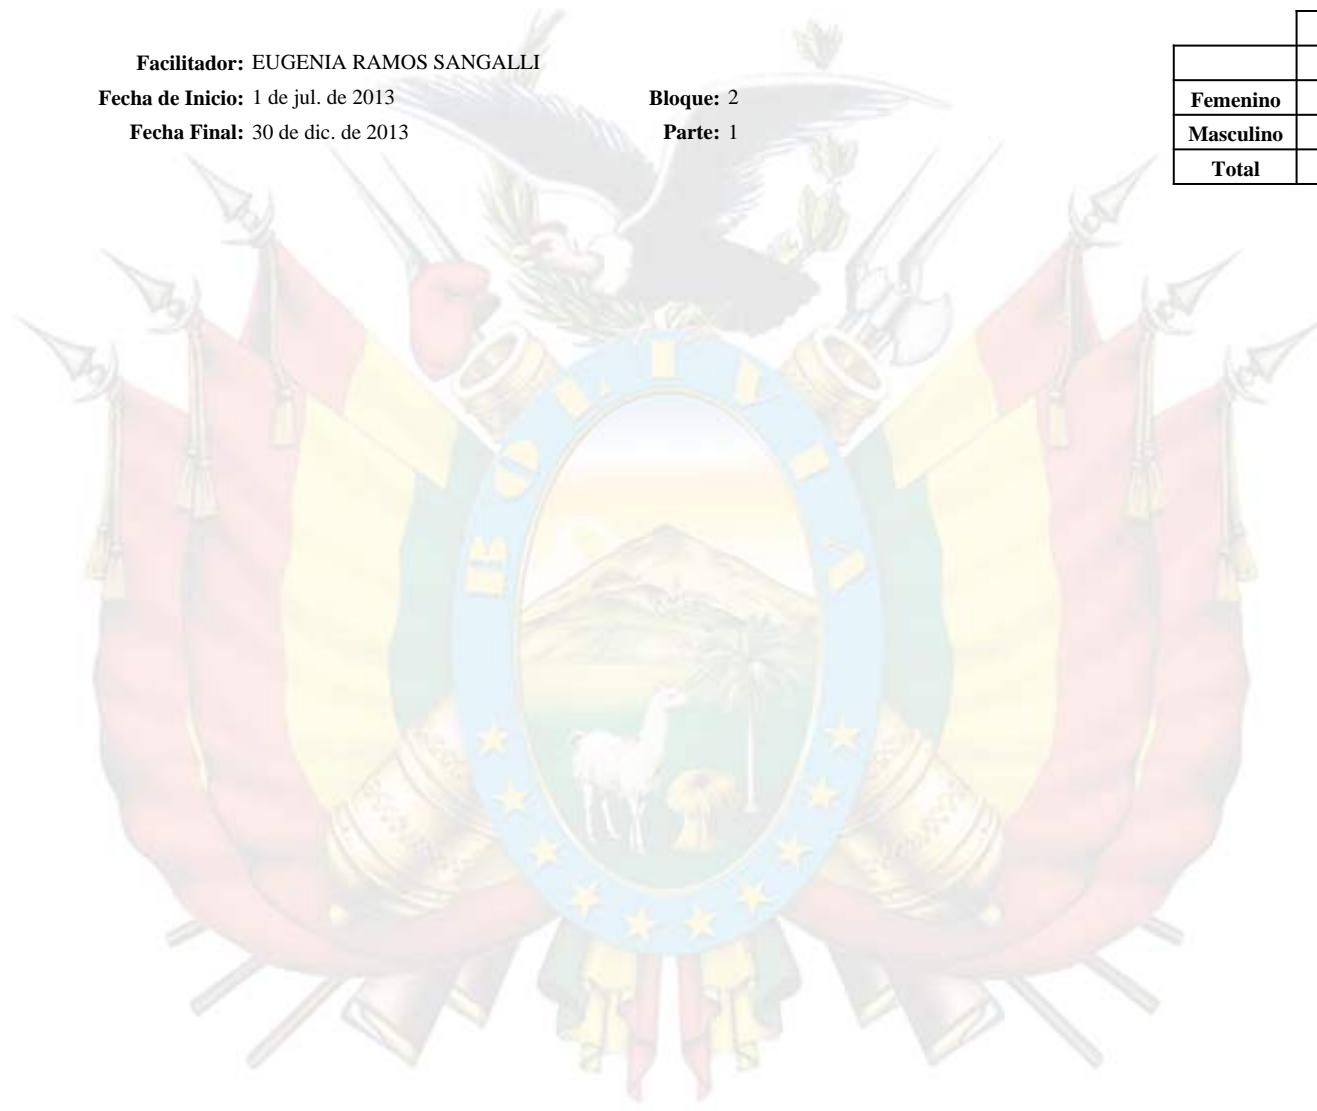 Facilitador: EUGENIA RAMOS SANGALLI
Fecha de Inicio: 1 de jul. de 2013 Bloque: 2
Fecha Final: 30 de dic. de 2013 Parte: 1
Femenino
Masculino
Total
BOLIVIA